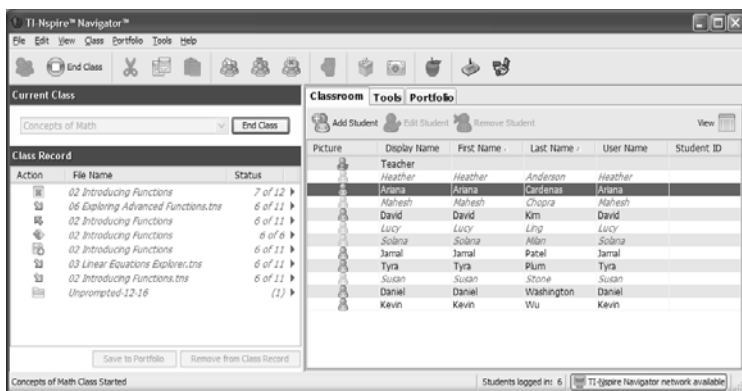 TI-Nspire™ Navigator™
File Edit View Class Portfolio Tools Help
End Class
Current Class
Concepts of Math End Class
Class Record
Action File Name Status
02 Introducing Functions 7 of 12
06 Exploring Advanced Functions.tns 6 of 11
02 Introducing Functions 6 of 11
02 Introducing Functions 6 of 6
02 Introducing Functions 6 of 11
03 Linear Equations Explorer.tns 6 of 11
02 Introducing Functions.tns 6 of 11
Unprompted-12-16 (1)
Save to Portfolio Remove from Class Record
Classroom Tools Portfolio
Add Student Edit Student Remove Student View
Picture Display Name First Name Last Name User Name Student ID
Teacher
Heather Heather Anderson Heather
Ariana Ariana Cardenas Ariana
Mahesh Mahesh Chopra Mahesh
David David Kim David
Lucy Lucy Ling Lucy
Solana Solana Milan Solana
Jamal Jamal Patel Jamal
Tyra Tyra Plum Tyra
Susan Susan Stone Susan
Daniel Daniel Washington Daniel
Kevin Kevin Wu Kevin
Concepts of Math Class Started Students logged in: 6 TI-Nspire Navigator network available